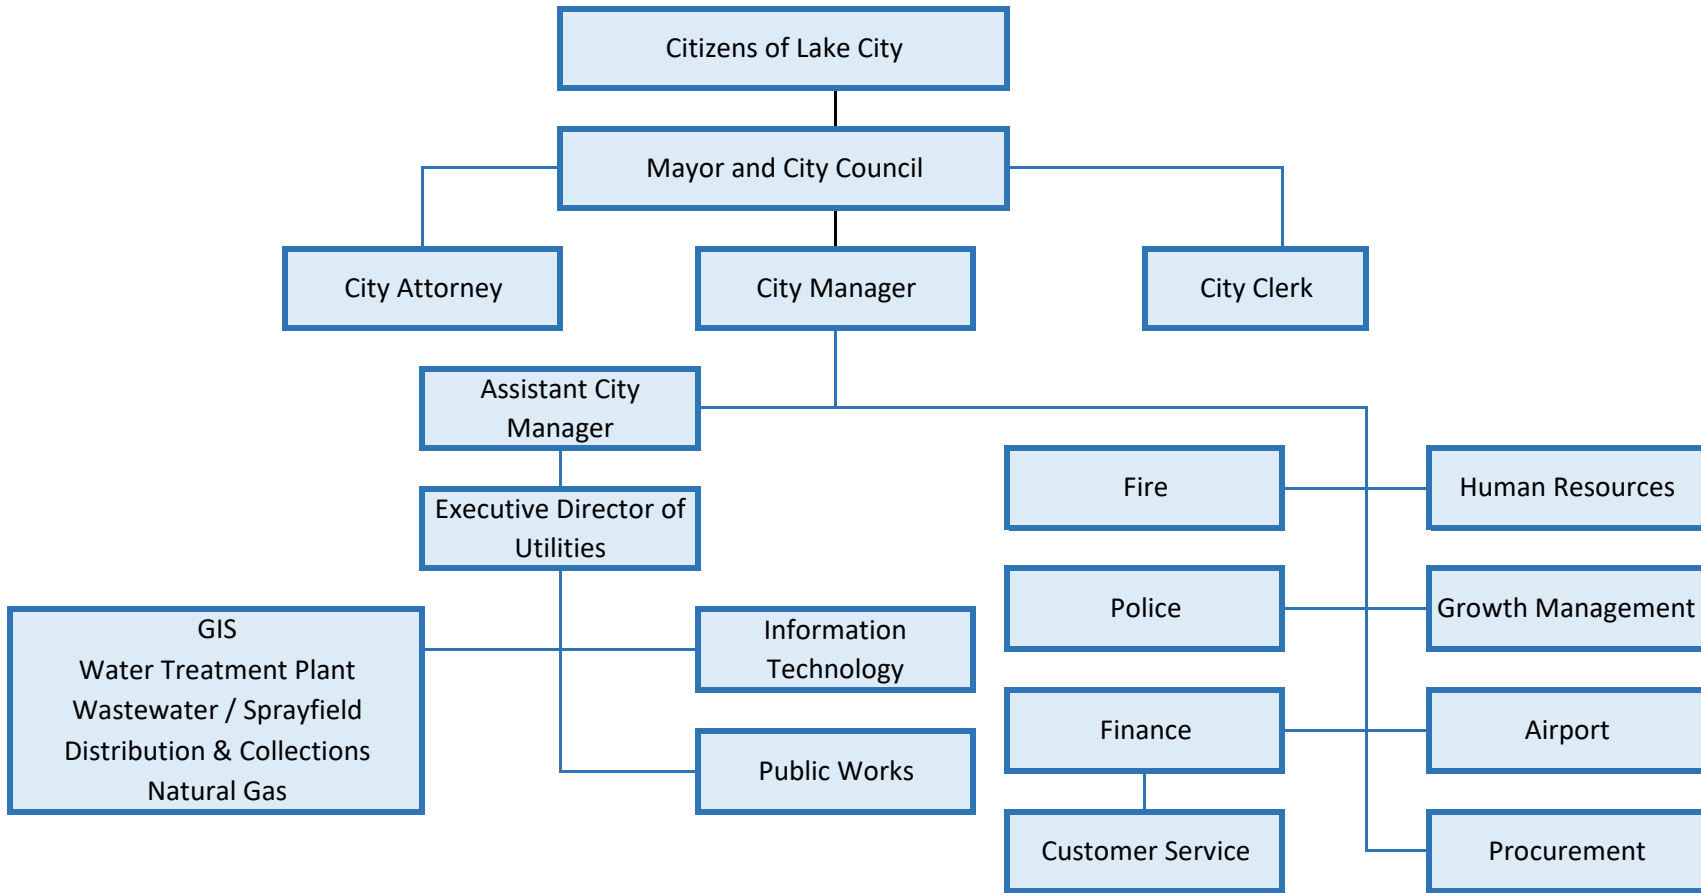 Citizens of Lake City
Mayor and City Council
City Attorney
City Manager
City Clerk
Assistant City
Manager
Executive Director of
Utilities
GIS
Water Treatment Plant
Wastewater / Sprayfield
Distribution & Collections
Natural Gas
Information
Technology
Public Works
Fire
Human Resources
Police
Growth Management
Finance
Airport
Customer Service
Procurement